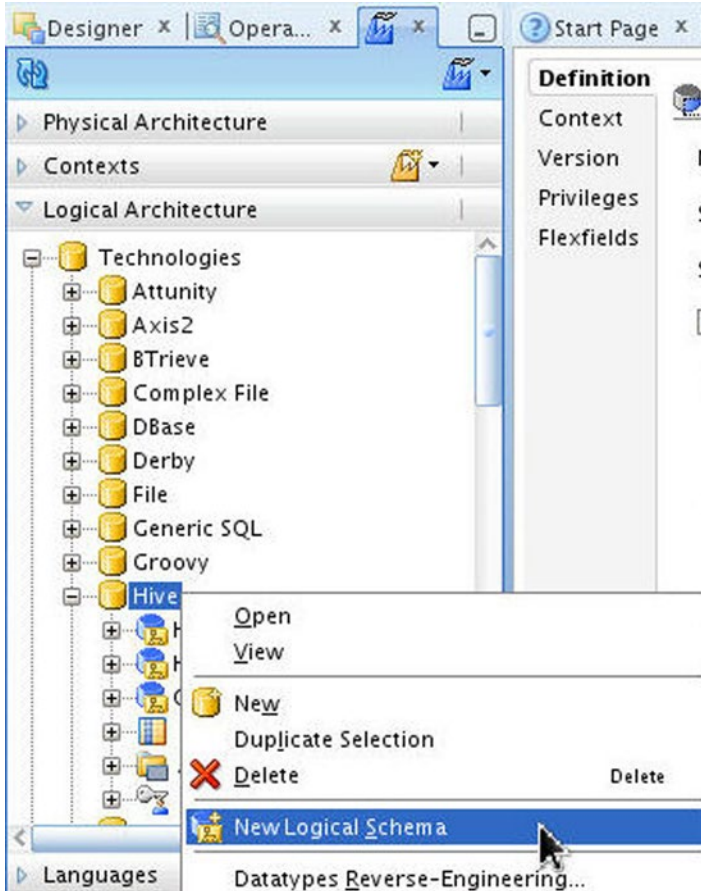 Designer x Opera... x x
Start Page x
Definition
Context
Version
Privileges
Flexfields
Physical Architecture
Contexts
Logical Architecture
Technologies
Attunity
Axis2
BTrieve
Complex File
DBase
Derby
File
Generic SQL
Groovy
Hive
Open
View
New
Duplicate Selection
Delete Delete
New Logical Schema
Datatypes Reverse-Engineering...
Languages